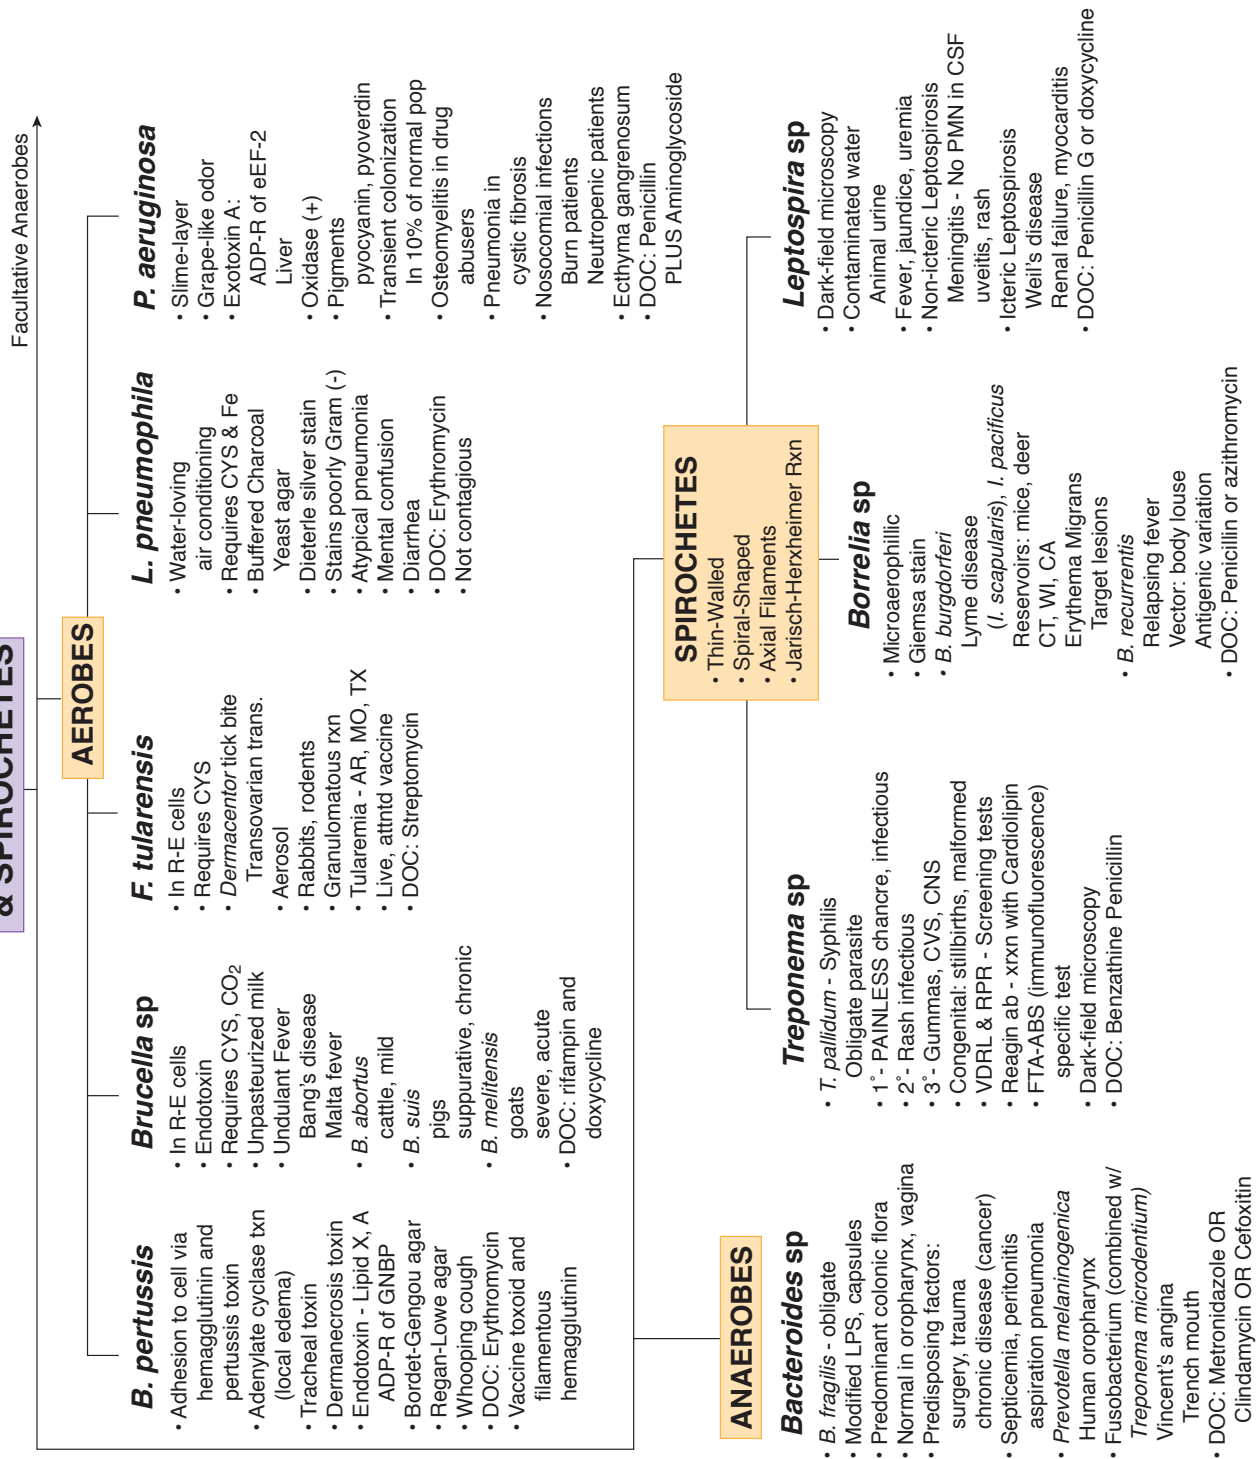 & SPIROCHETES
Facultative Anaerobes
AEROBES
B. pertussis
• Adhesion to cell via
hemagglutinin and
pertussis toxin
• Adenylate cyclase txn
(local edema)
• Tracheal toxin
• Dermanecrosis toxin
• Endotoxin - Lipid X, A
ADP-R of GNBP
• Bordet-Gengou agar
• Regan-Lowe agar
• Whooping cough
• DOC: Erythromycin
• Vaccine toxoid and
filamentous
hemagglutinin
Brucella sp
• In R-E cells
• Endotoxin
• Requires CYS, CO2
• Unpasteurized milk
• Undulant Fever
Bang's disease
Malta fever
• B. abortus
cattle, mild
• B. suis
pigs
suppurative, chronic
• B. melitensis
goats
severe, acute
• DOC: rifampin and
doxycycline
F. tularensis
• In R-E cells
• Requires CYS
• Dermacentor tick bite
Transovarian trans.
• Aerosol
• Rabbits, rodents
• Granulomatous rxn
• Tularemia - AR, MO, TX
• Live, attntd vaccine
• DOC: Streptomycin
L. pneumophila
• Water-loving
air conditioning
• Requires CYS & Fe
• Buffered Charcoal
Yeast agar
• Dieterle silver stain
• Stains poorly Gram (-)
• Atypical pneumonia
• Mental confusion
• Diarrhea
• DOC: Erythromycin
• Not contagious
P. aeruginosa
• Slime-layer
• Grape-like odor
• Exotoxin A:
ADP-R of eEF-2
Liver
• Oxidase (+)
• Pigments
pyocyanin, pyoverdin
• Transient colonization
In 10% of normal pop
• Osteomyelitis in drug
abusers
• Pneumonia in
cystic fibrosis
• Nosocomial infections
Burn patients
Neutropenic patients
• Ecthyma gangrenosum
• DOC: Penicillin
PLUS Aminoglycoside
ANAEROBES
Bacteroides sp
• B. fragilis - obligate
• Modified LPS, capsules
• Predominant colonic flora
• Normal in oropharynx, vagina
• Predisposing factors:
surgery, trauma
chronic disease (cancer)
• Septicemia, peritonitis
aspiration pneumonia
• Prevotella melaninogenica
Human oropharynx
• Fusobacterium (combined w/
Treponema microdentium)
Vincent's angina
Trench mouth
• DOC: Metronidazole OR
Clindamycin OR Cefoxitin
SPIROCHETES
• Thin-Walled
• Spiral-Shaped
• Axial Filaments
• Jarisch-Herxheimer Rxn
Treponema sp
• T. pallidum - Syphilis
Obligate parasite
• 1°- PAINLESS chancre, infectious
• 2°- Rash infectious
• 3°- Gummas, CVS, CNS
• Congenital: stillbirths, malformed
• VDRL & RPR - Screening tests
• Reagin ab - xrxn with Cardiolipin
• FTA-ABS (immunofluorescence)
specific test
• Dark-field microscopy
• DOC: Benzathine Penicillin
Borrelia sp
• Microaerophillic
• Giemsa stain
• B. burgdorferi
Lyme disease
(I. scapularis), I. pacificus
Reservoirs: mice, deer
CT, WI, CA
Erythema Migrans
Target lesions
• B. recurrentis
Relapsing fever
Vector: body louse
Antigenic variation
• DOC: Penicillin or azithromycin
Leptospira sp
• Dark-field microscopy
• Contaminated water
Animal urine
• Fever, jaundice, uremia
• Non-icteric Leptospirosis
Meningitis - No PMN in CSF
uveitis, rash
• Icteric Leptospirosis
Weil's disease
Renal failure, myocarditis
• DOC: Penicillin G or doxycycline